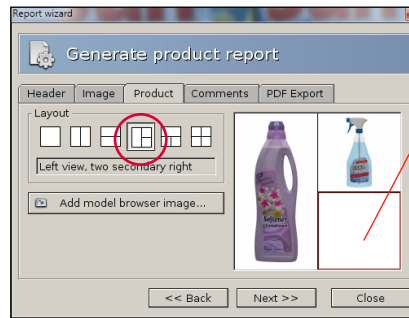 Report wizard
Generate product report
Header Image Product Comments PDF Export
Layout
Left view, two secondary right
Add model browser image...
Softener
<< Back Next >> Close